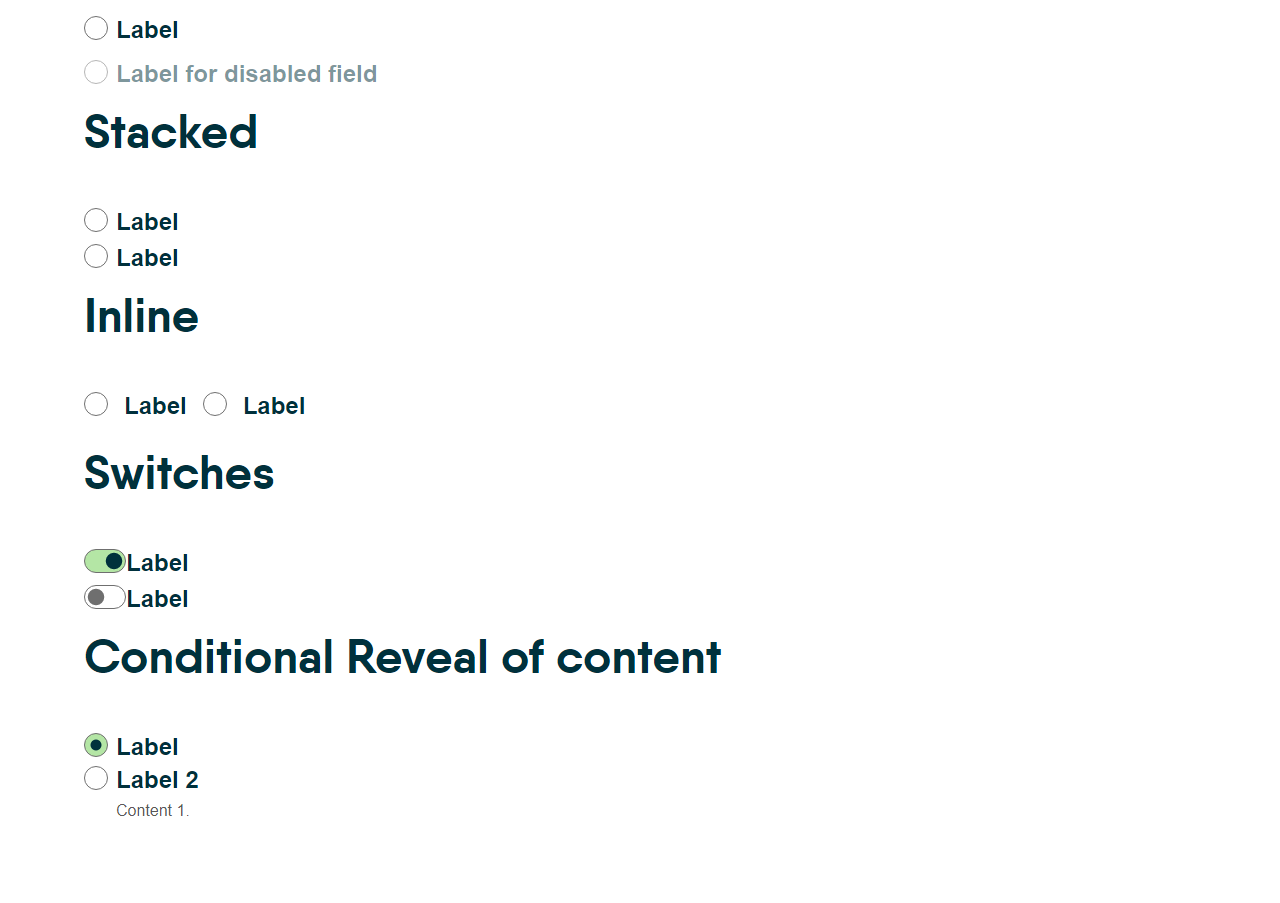 Label
Label for disabled field
Stacked
Label
Label
Inline
Label Label
Switches
Label
Label
Conditional Reveal of content
Label
Label 2
Content 1.